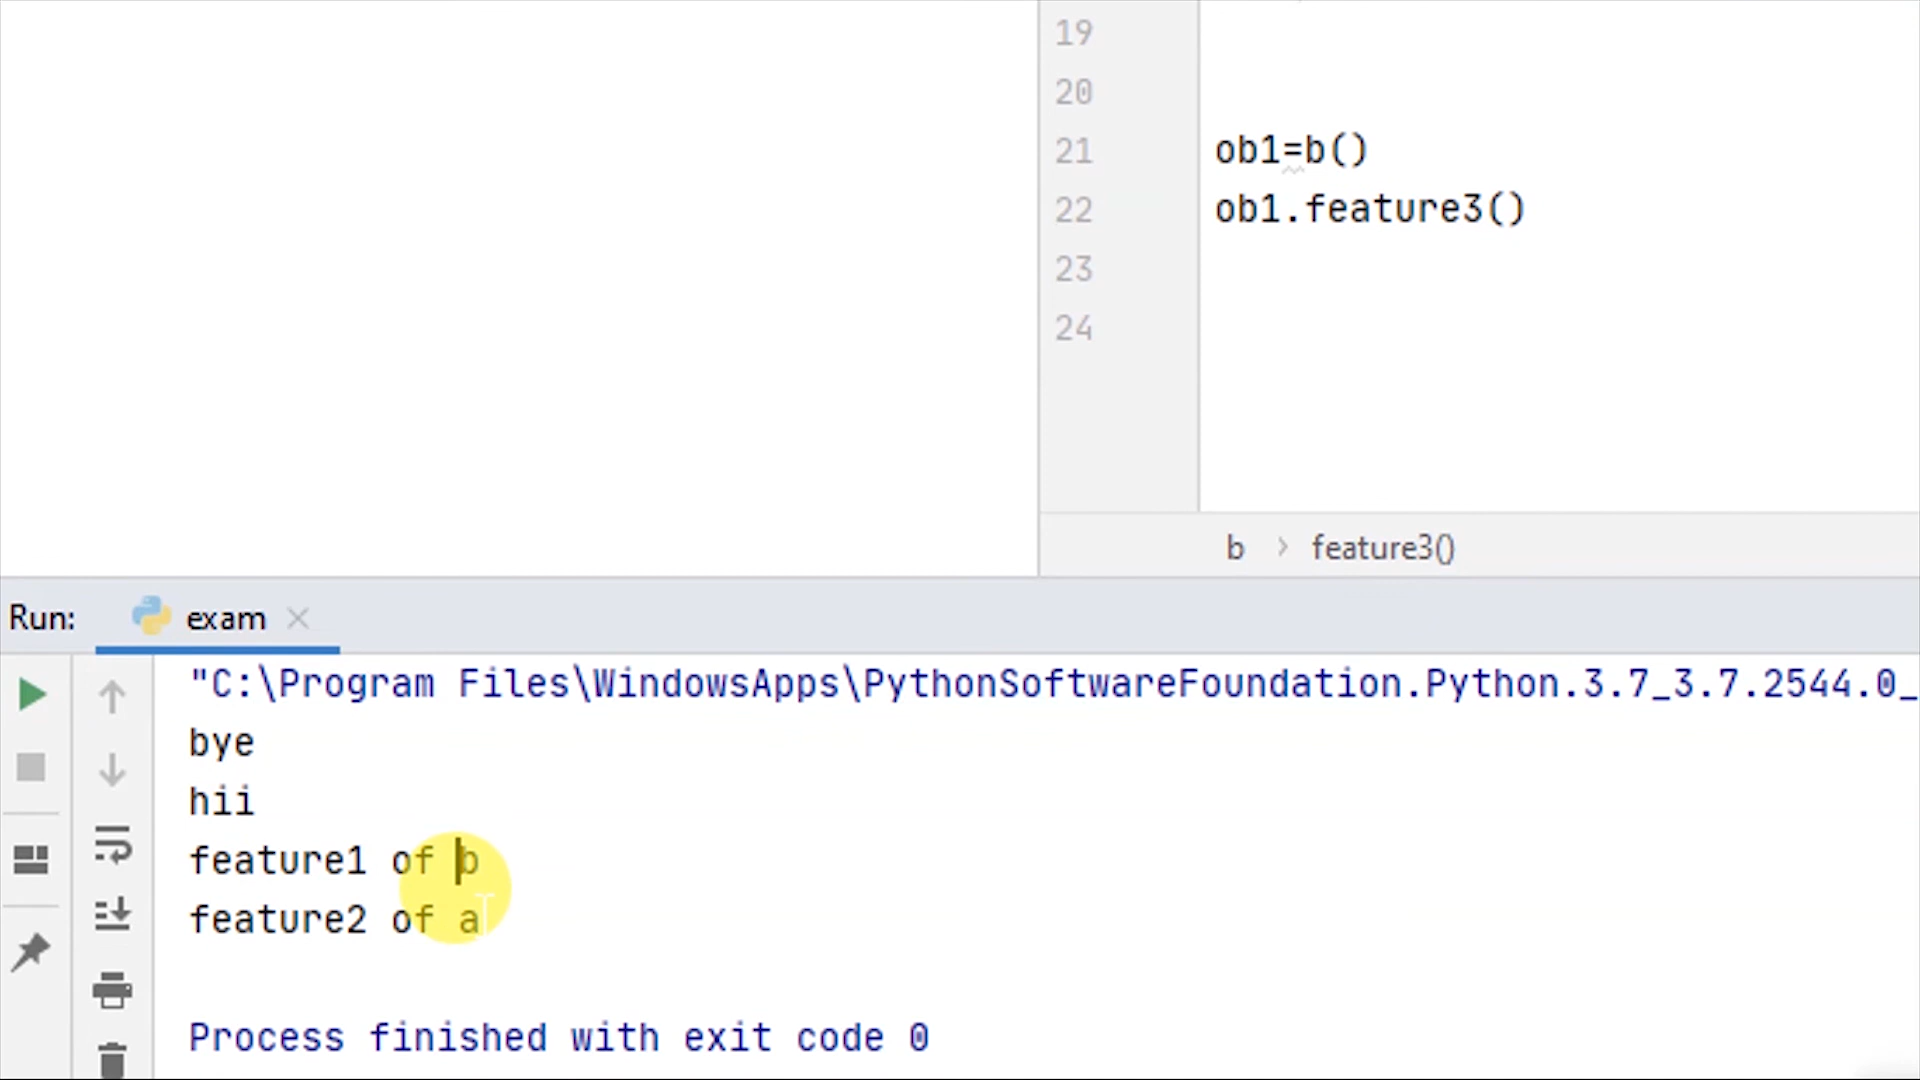 19
20
21 ob1=b()
22 ob1.feature3()
23
24
b > feature3()
Run: exam
"C:\Program Files\WindowsApps\PythonSoftwareFoundation.Python.3.7_3.7.2544.0_
bye
hii
feature1 of b
feature2 of a
Process finished with exit code 0